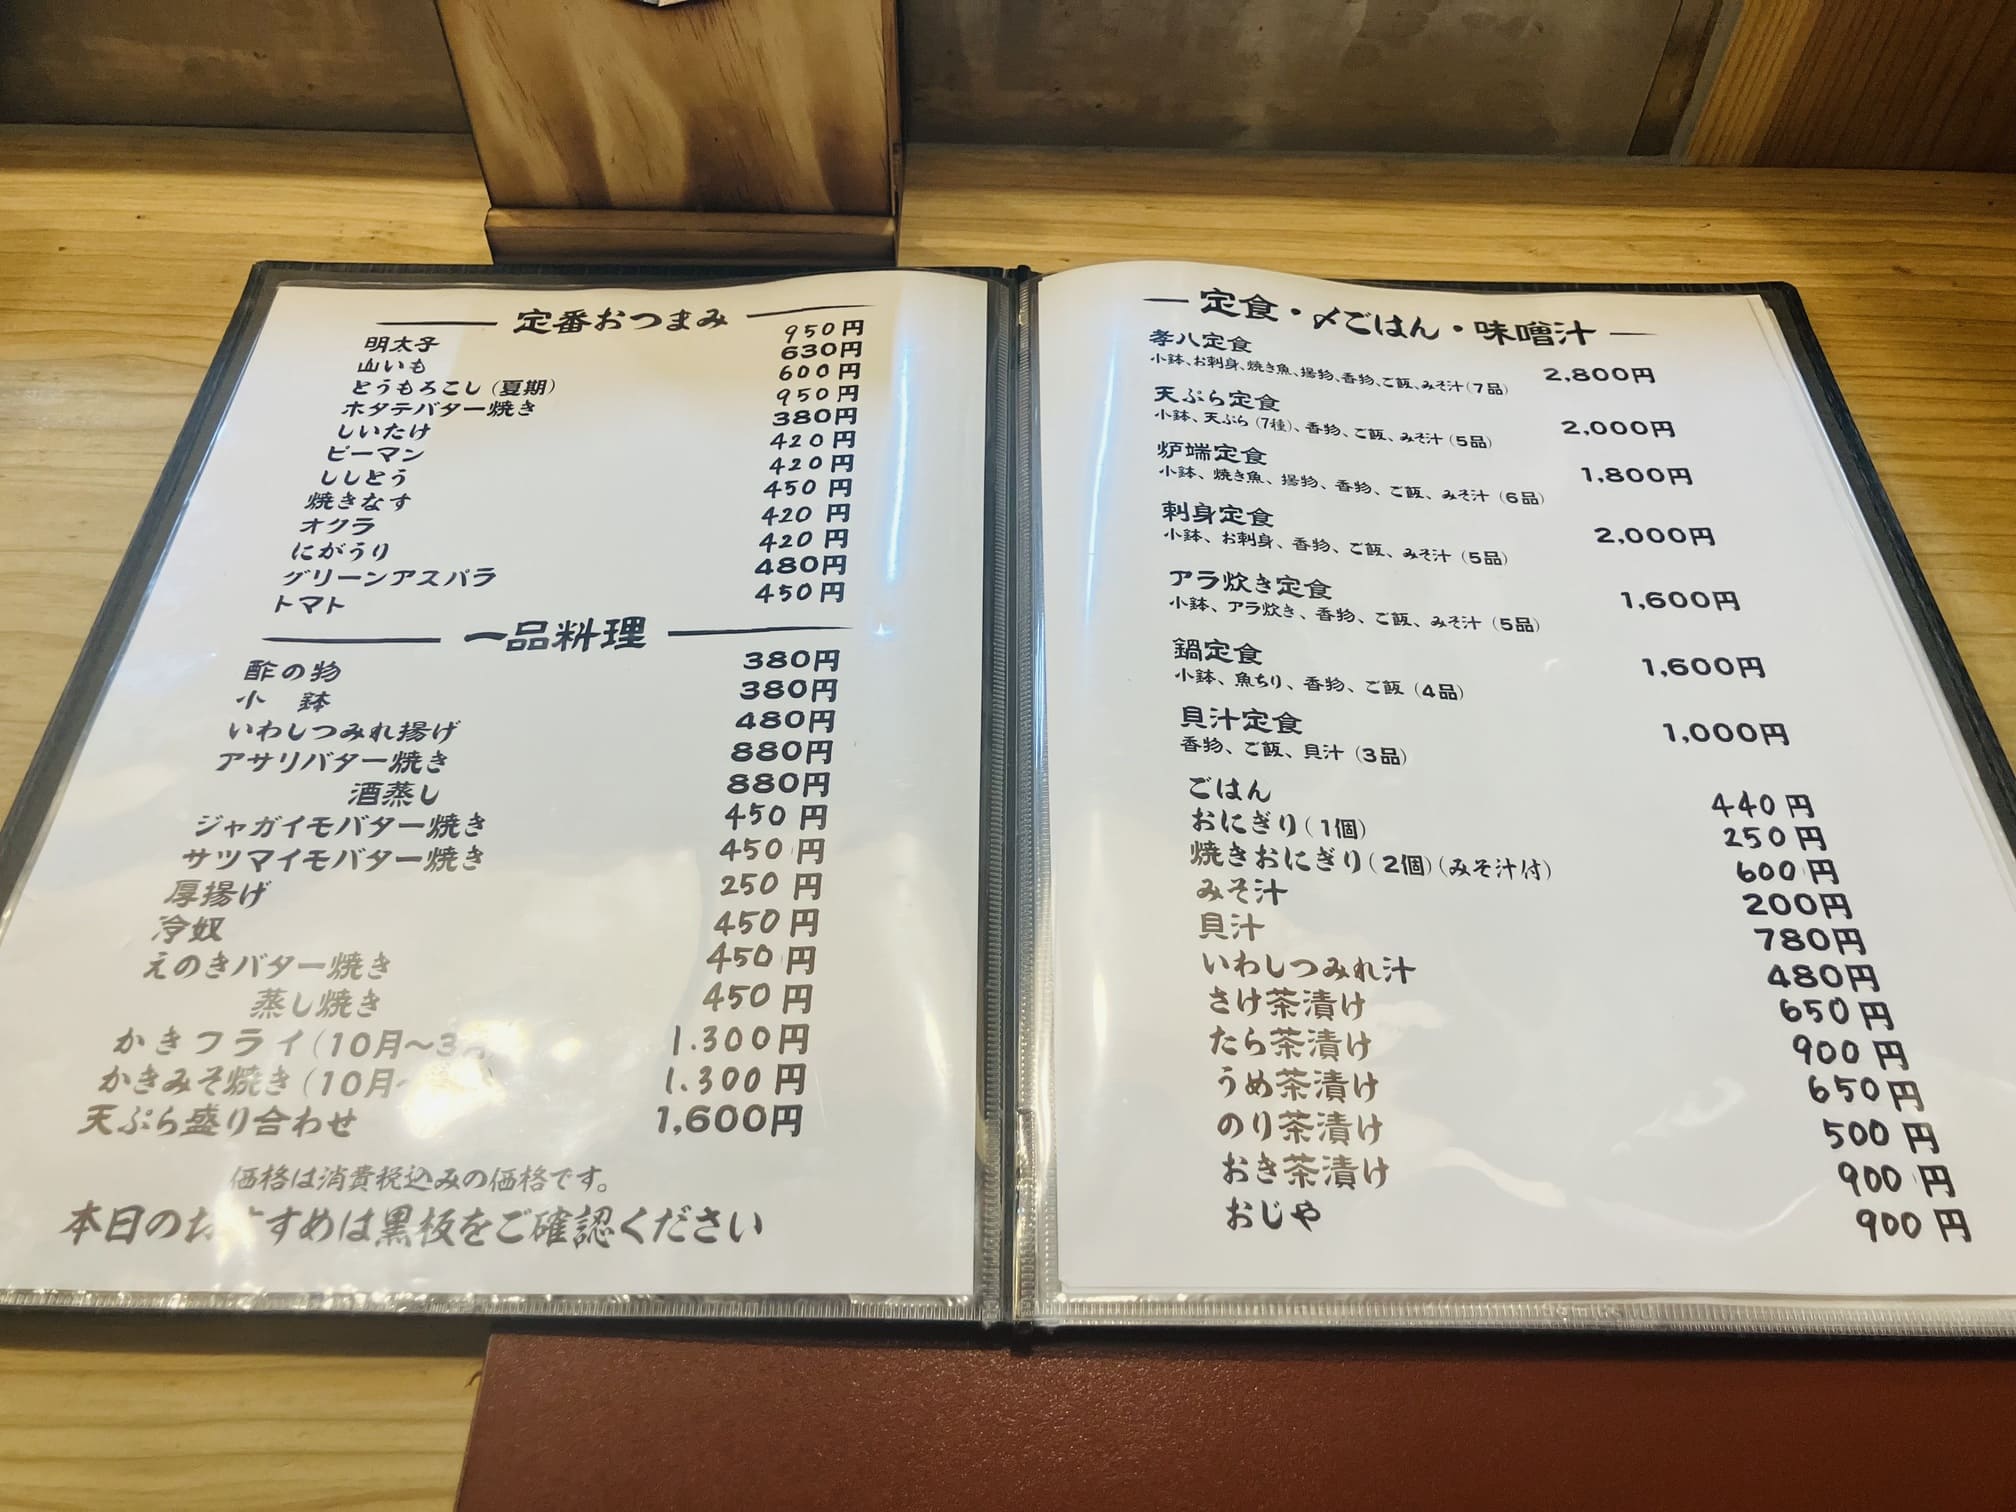 定番おつまみ
明太子 950円
山いも 630円
とうもろこし(夏期) 600円
ホタテバター焼き 950円
しいたけ 380円
ピーマン 420円
ししとう 420円
焼きなす 450円
オクラ 420円
にがうり 420円
グリーンアスパラ 480円
トマト 450円
一品料理
酢の物 380円
小鉢 380円
いわしつみれ揚げ 480円
アサリバター焼き 880円
酒蒸し 880円
ジャガイモバター焼き 450円
サツマイモバター焼き 450円
厚揚げ 250円
冷奴 450円
えのきバター焼き 450円
蒸し焼き 450円
かきフライ(10月〜3月 1.300円
かきみそ焼き(10月〜 1.300円
天ぷら盛り合わせ 1,600円
価格は消費税込みの価格です。
本日のおすすめは黒板をご確認ください
定食・〆ごはん・味噌汁
孝八定食 2,800円
小鉢、お刺身、焼き魚、揚物、香物、ご飯、みそ汁(7品)
天ぷら定食 2,000円
小鉢、天ぷら(7種)、香物、ご飯、みそ汁(5品)
炉端定食 1,800円
小鉢、焼き魚、揚物、香物、ご飯、みそ汁(6品)
刺身定食 2,000円
小鉢、お刺身、香物、ご飯、みそ汁(5品)
アラ炊き定食 1,600円
小鉢、アラ炊き、香物、ご飯、みそ汁(5品)
鍋定食 1,600円
小鉢、魚ちり、香物、ご飯(4品)
貝汁定食 1,000円
香物、ご飯、貝汁(3品)
ごはん 440円
おにぎり(1個) 250円
焼きおにぎり(2個)(みそ汁付) 600円
みそ汁 200円
貝汁 780円
いわしつみれ汁 480円
さけ茶漬け 650円
たら茶漬け 900円
うめ茶漬け 650円
のり茶漬け 500円
おき茶漬け 900円
おじや 900円